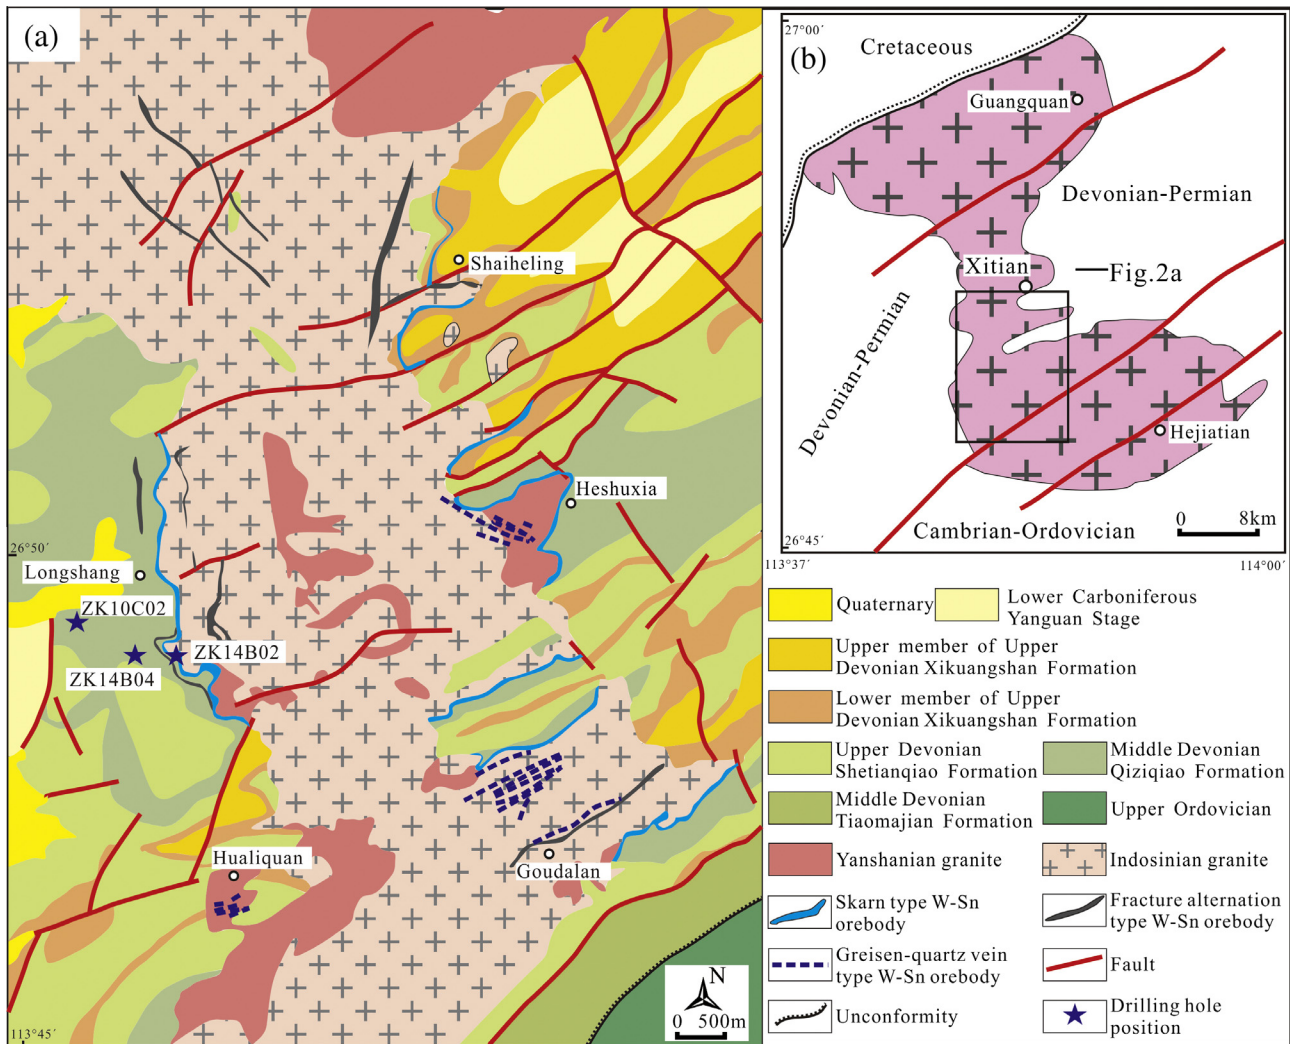 (a)
Shaiheling
Heshuxia
26°50´
Longshang
ZK10C02
ZK14B02
ZK14B04
Hualiquan
Goudalan
N
0 500m
113°45´
27°00´
(b)
Cretaceous
Guangquan
Devonian-Permian
Xitian
Fig.2a
Devonian-Permian
Hejiatian
Cambrian-Ordovician
0 8km
26°45´
113°37´
114°00´
Quaternary
Lower Carboniferous
Yanguan Stage
Upper member of Upper
Devonian Xikuangshan Formation
Lower member of Upper
Devonian Xikuangshan Formation
Upper Devonian
Shetianqiao Formation
Middle Devonian
Qiziqiao Formation
Middle Devonian
Tiaomajian Formation
Upper Ordovician
Yanshanian granite
Indosinian granite
Skarn type W-Sn
orebody
Fracture alternation
type W-Sn orebody
Greisen-quartz vein
type W-Sn orebody
Fault
Unconformity
Drilling hole
position